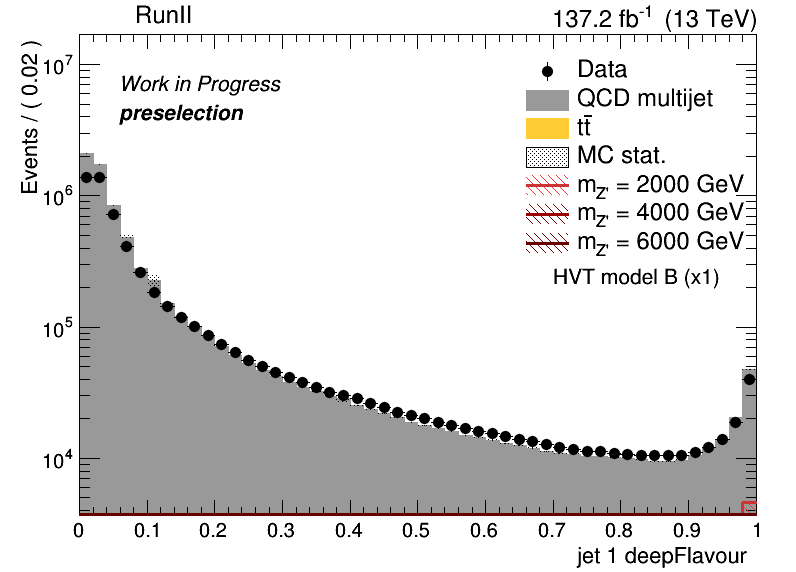 RunII 137.2 fb⁻¹ (13 TeV)
Events / ( 0.02 )
10⁷
10⁶
10⁵
10⁴
Work in Progress
preselection
Data
QCD multijet
tt̄
MC stat.
m_Z' = 2000 GeV
m_Z' = 4000 GeV
m_Z' = 6000 GeV
HVT model B (x1)
0 0.1 0.2 0.3 0.4 0.5 0.6 0.7 0.8 0.9 1
jet 1 deepFlavour